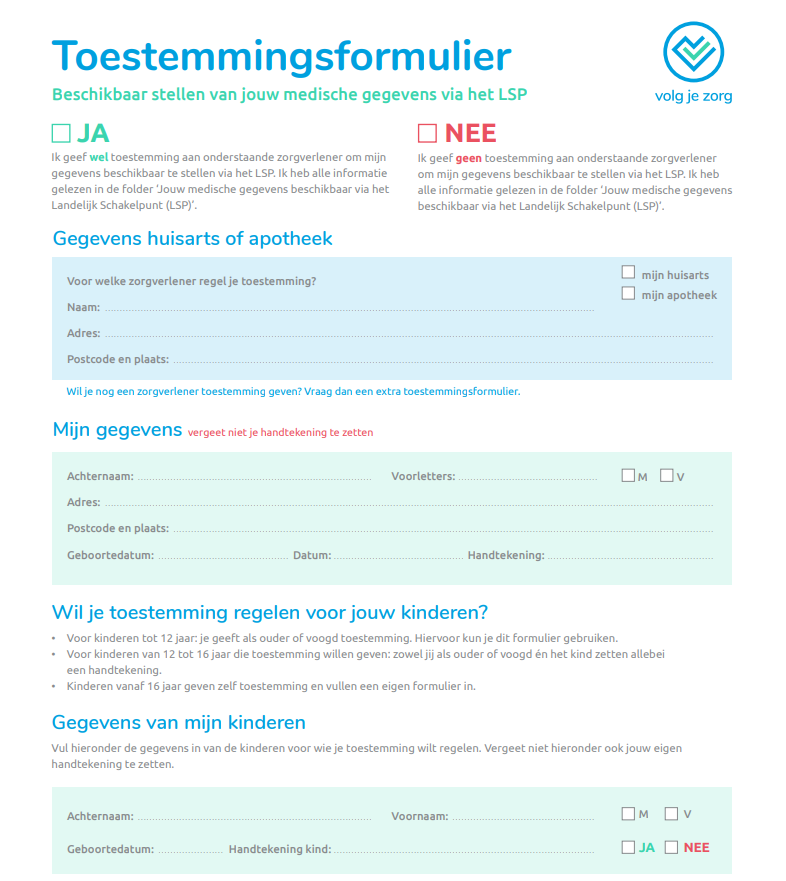 Toestemmingsformulier
Beschikbaar stellen van jouw medische gegevens via het LSP
volg je zorg
JA
Ik geef wel toestemming aan onderstaande zorgverlener om mijn
gegevens beschikbaar te stellen via het LSP. Ik heb alle informatie
gelezen in de folder ‘Jouw medische gegevens beschikbaar via het
Landelijk Schakelpunt (LSP)’.
NEE
Ik geef geen toestemming aan onderstaande zorgverlener
om mijn gegevens beschikbaar te stellen via het LSP. Ik heb
alle informatie gelezen in de folder ‘Jouw medische gegevens
beschikbaar via het Landelijk Schakelpunt (LSP)’.
Gegevens huisarts of apotheek
Voor welke zorgverlener regel je toestemming?
mijn huisarts
mijn apotheek
Naam:
Adres:
Postcode en plaats:
Wil je nog een zorgverlener toestemming geven? Vraag dan een extra toestemmingsformulier.
Mijn gegevens vergeet niet je handtekening te zetten
Achternaam: Voorletters: M V
Adres:
Postcode en plaats:
Geboortedatum: Datum: Handtekening:
Wil je toestemming regelen voor jouw kinderen?
• Voor kinderen tot 12 jaar: je geeft als ouder of voogd toestemming. Hiervoor kun je dit formulier gebruiken.
• Voor kinderen van 12 tot 16 jaar die toestemming willen geven: zowel jij als ouder of voogd én het kind zetten allebei
een handtekening.
• Kinderen vanaf 16 jaar geven zelf toestemming en vullen een eigen formulier in.
Gegevens van mijn kinderen
Vul hieronder de gegevens in van de kinderen voor wie je toestemming wilt regelen. Vergeet niet hieronder ook jouw eigen
handtekening te zetten.
Achternaam: Voornaam: M V
Geboortedatum: Handtekening kind: JA NEE